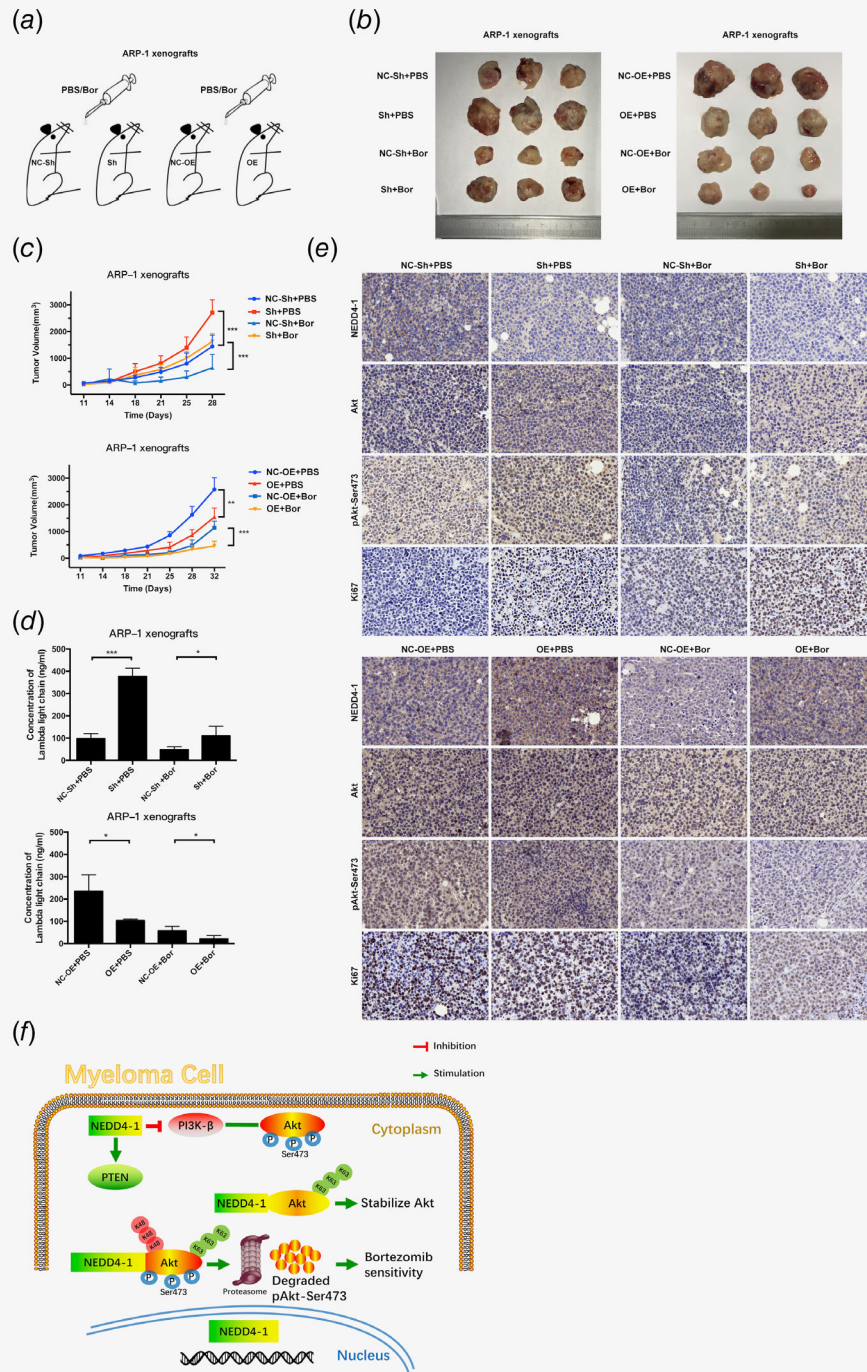 (a)
ARP-1 xenografts
PBS/Bor
PBS/Bor
NC-Sh
Sh
NC-OE
OE
(b)
ARP-1 xenografts
NC-Sh+PBS
Sh+PBS
NC-Sh+Bor
Sh+Bor
ARP-1 xenografts
NC-OE+PBS
OE+PBS
NC-OE+Bor
OE+Bor
(c)
ARP–1 xenografts
Tumor Volume(mm3)
3000
2000
1000
0
11 14 18 21 25 28
Time (Days)
NC-Sh+PBS
Sh+PBS
NC-Sh+Bor
Sh+Bor
***
***
ARP–1 xenografts
Tumor Volume(mm3)
3000
2000
1000
0
11 14 18 21 25 28 32
Time (Days)
NC-OE+PBS
OE+PBS
NC-OE+Bor
OE+Bor
**
***
(d)
ARP–1 xenografts
Concentration of
Lambda light chain (ng/ml)
500
400
300
200
100
0
*** *
NC-Sh+PBS
Sh+PBS
NC-Sh+Bor
Sh+Bor
ARP–1 xenografts
Concentration of
Lambda light chain (ng/ml)
500
400
300
200
100
0
* *
NC-OE+PBS
OE+PBS
NC-OE+Bor
OE+Bor
(e)
NC-Sh+PBS Sh+PBS NC-Sh+Bor Sh+Bor
NEDD4-1
Akt
pAkt-Ser473
Ki67
NC-OE+PBS OE+PBS NC-OE+Bor OE+Bor
NEDD4-1
Akt
pAkt-Ser473
Ki67
(f)
Inhibition
Stimulation
Myeloma Cell
Cytoplasm
NEDD4-1
PI3K-β
Akt
P P P
Ser473
PTEN
NEDD4-1
Akt
K63
K63
K63
Stabilize Akt
K48
K48
K48
K63
K63
K63
NEDD4-1
Akt
P P P
Ser473
Proteasome
Degraded
pAkt-Ser473
Bortezomib
sensitivity
NEDD4-1
Nucleus